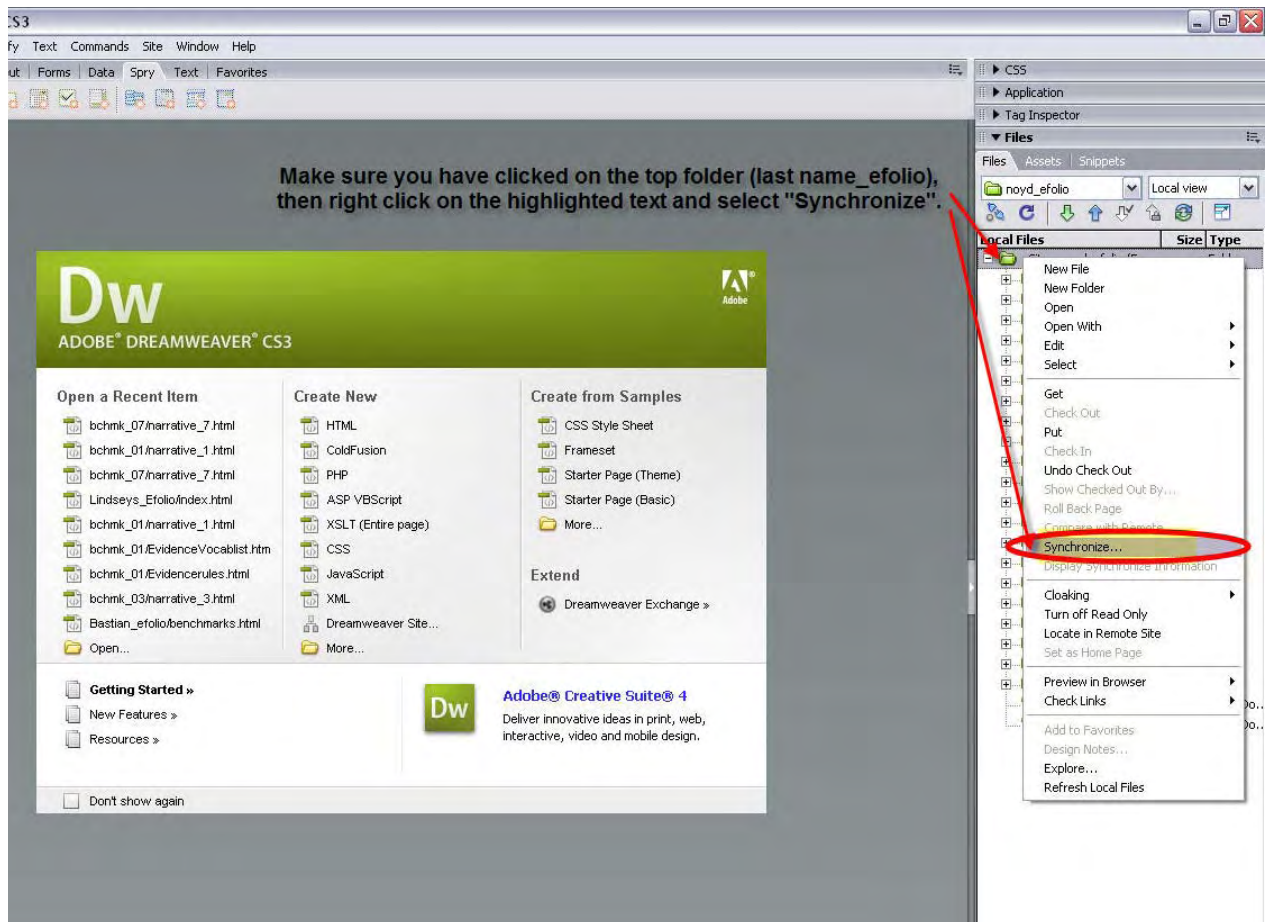 CS3
fy Text Commands Site Window Help
ut Forms Data Spry Text Favorites
Make sure you have clicked on the top folder (last name_efolio),
then right click on the highlighted text and select "Synchronize".
Dw
ADOBE® DREAMWEAVER® CS3
Adobe
Open a Recent Item
bchmk_07/narrative_7.html
bchmk_01/narrative_1.html
bchmk_07/narrative_7.html
Lindseys_Efolio/index.html
bchmk_01/narrative_1.html
bchmk_01/EvidenceVocablist.htm
bchmk_01/Evidencerules.html
bchmk_03/narrative_3.html
Bastian_efolio/benchmarks.html
Open...
Create New
HTML
ColdFusion
PHP
ASP VBScript
XSLT (Entire page)
CSS
JavaScript
XML
Dreamweaver Site...
More...
Create from Samples
CSS Style Sheet
Frameset
Starter Page (Theme)
Starter Page (Basic)
More...
Extend
Dreamweaver Exchange »
Getting Started »
New Features »
Resources »
Dw
Adobe® Creative Suite® 4
Deliver innovative ideas in print, web,
interactive, video and mobile design.
Don't show again
CSS
Application
Tag Inspector
Files
Files Assets Snippets
noyd_efolio Local view
Local Files Size Type
New File
New Folder
Open
Open With
Edit
Select
Get
Check Out
Put
Check In
Undo Check Out
Show Checked Out By...
Roll Back Page
Compare with Remote
Synchronize...
Display Synchronize Information
Cloaking
Turn off Read Only
Locate in Remote Site
Set as Home Page
Preview in Browser
Check Links
Add to Favorites
Design Notes...
Explore...
Refresh Local Files
Do..
Do..